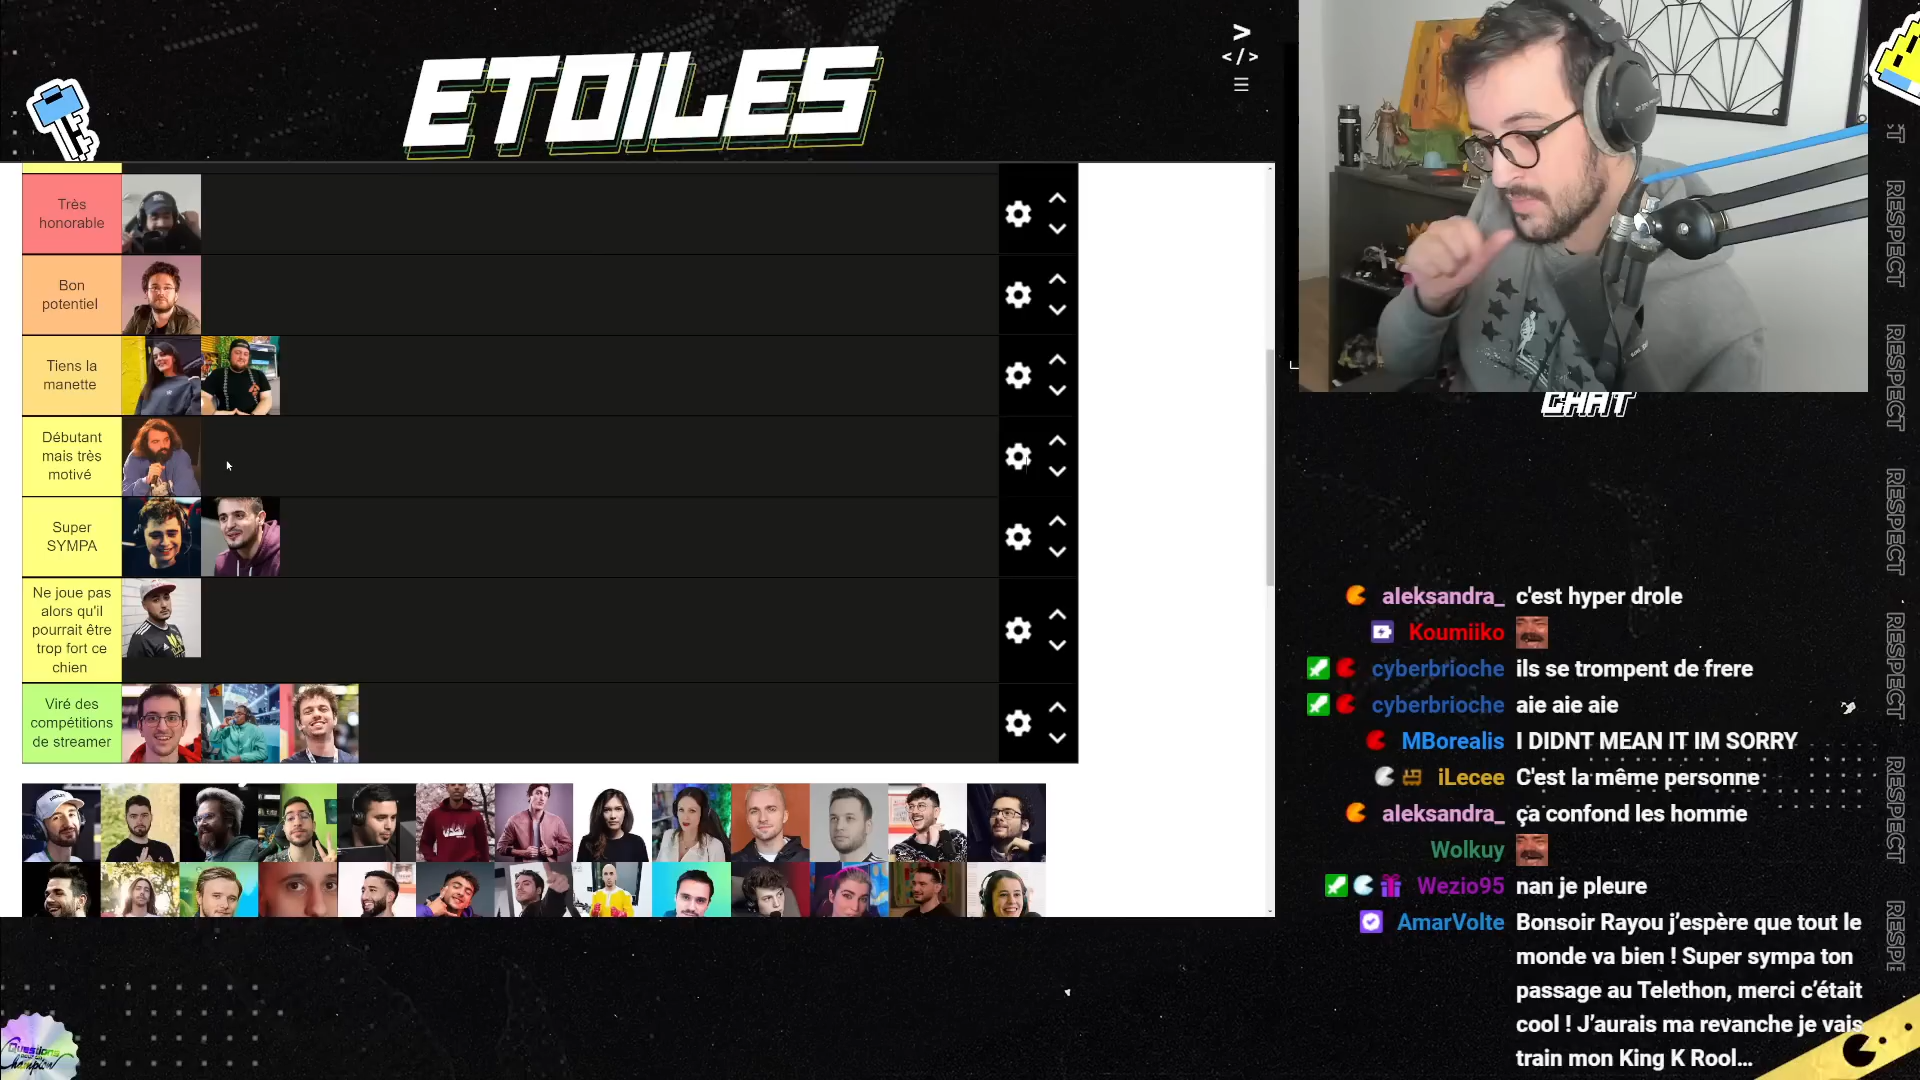 ETOILES
>
</>
Très
honorable
Bon
potentiel
Tiens la
manette
Débutant
mais très
motivé
Super
SYMPA
Ne joue pas
alors qu'il
pourrait être
trop fort ce
chien
Viré des
compétitions
de streamer
CHAT
aleksandra_ c'est hyper drole
Koumiiko
cyberbrioche ils se trompent de frere
cyberbrioche aie aie aie
MBorealis I DIDNT MEAN IT IM SORRY
iLecee C'est la même personne
aleksandra_ ça confond les homme
Wolkuy
Wezio95 nan je pleure
AmarVolte Bonsoir Rayou j'espère que tout le
monde va bien ! Super sympa ton
passage au Telethon, merci c'était
cool ! J'aurais ma revanche je vais
train mon King K Rool...
RESPECT
RESPECT
RESPECT
RESPECT
RESPECT
RESPE
Questions
Champion